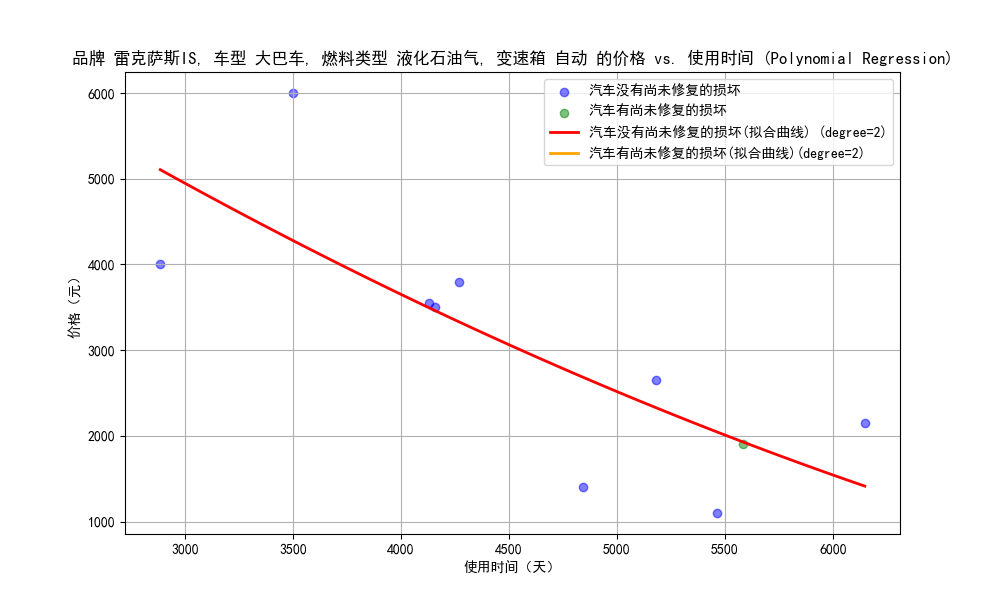 品牌 雷克萨斯IS, 车型 大巴车, 燃料类型 液化石油气, 变速箱 自动 的价格 vs. 使用时间 (Polynomial Regression)
汽车没有尚未修复的损坏
汽车有尚未修复的损坏
汽车没有尚未修复的损坏(拟合曲线) (degree=2)
汽车有尚未修复的损坏(拟合曲线)(degree=2)
价格（元）
6000
5000
4000
3000
2000
1000
3000 3500 4000 4500 5000 5500 6000
使用时间（天）